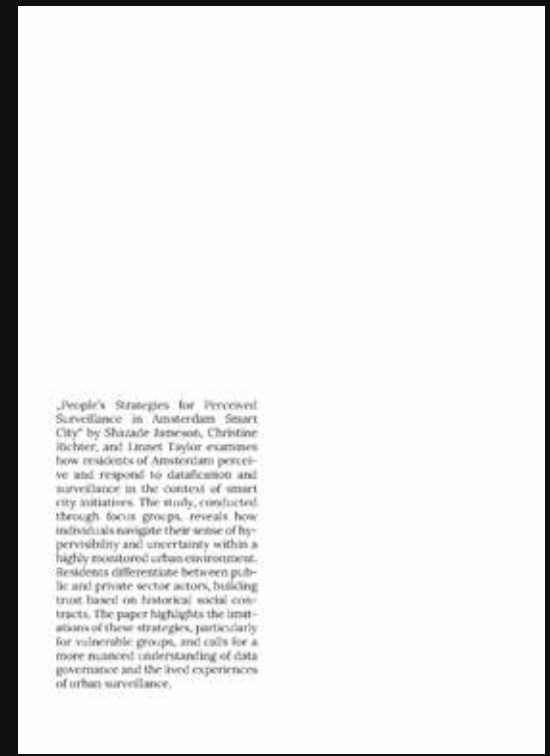 „People's Strategies for Perceived
Surveillance in Amsterdam Smart
City" by Shazade Jameson, Christine
Richter, and Linnet Taylor examines
how residents of Amsterdam percei-
ve and respond to datafication and
surveillance in the context of smart
city initiatives. The study, conducted
through focus groups, reveals how
individuals navigate their sense of hy-
pervisibility and uncertainty within a
highly monitored urban environment.
Residents differentiate between pub-
lic and private sector actors, building
trust based on historical social con-
tracts. The paper highlights the limit-
ations of these strategies, particularly
for vulnerable groups, and calls for a
more nuanced understanding of data
governance and the lived experiences
of urban surveillance.